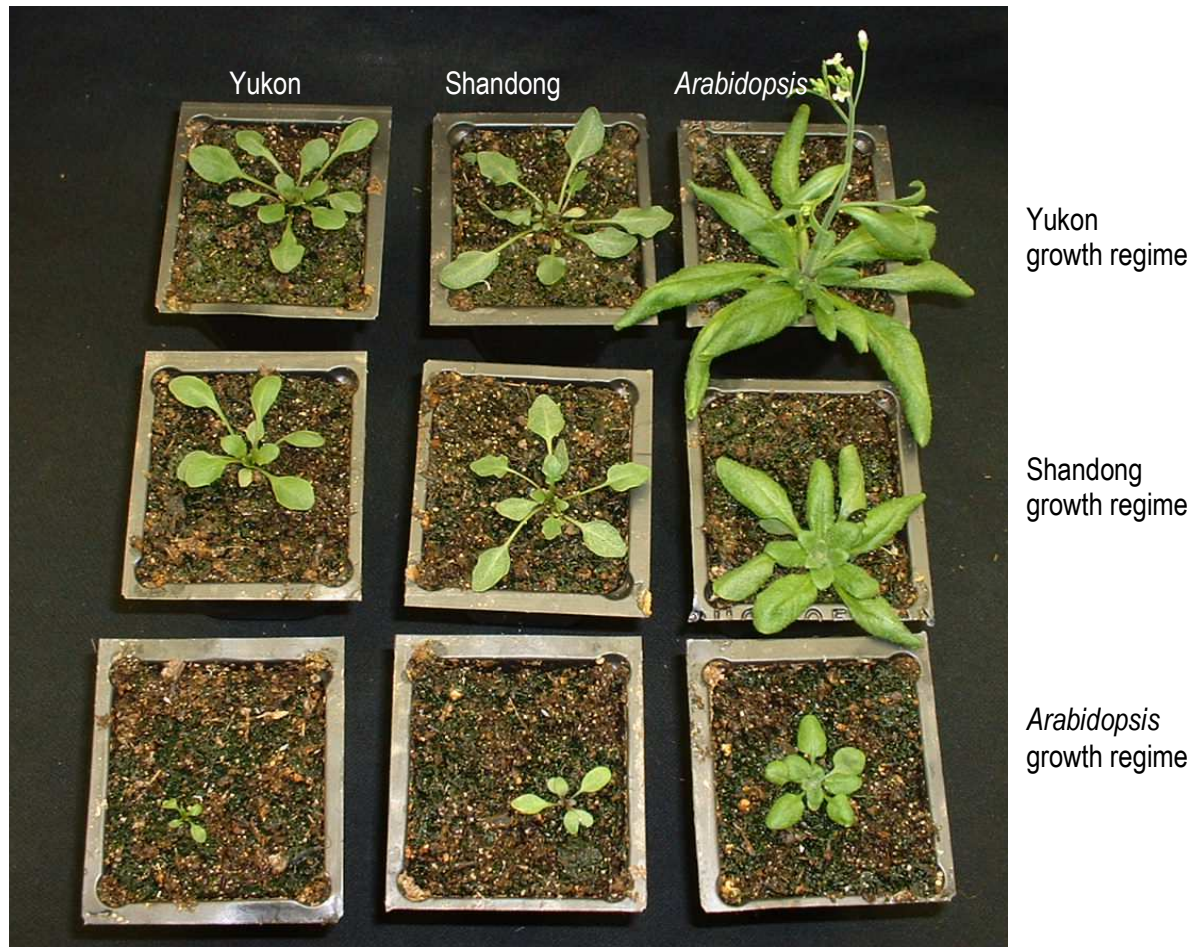 Yukon
Shandong
Arabidopsis
Yukon
growth regime
Shandong
growth regime
Arabidopsis
growth regime